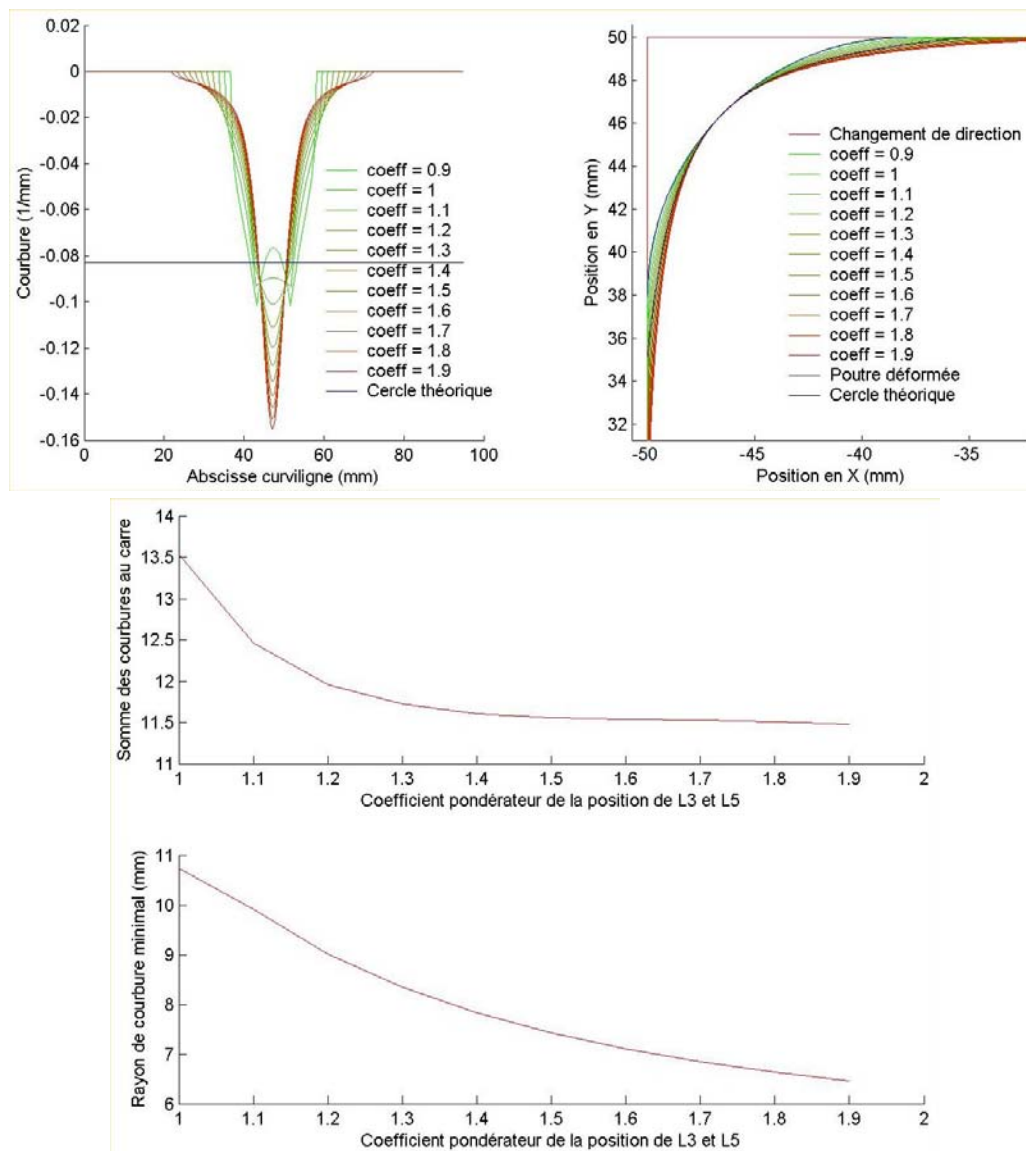 0.02
0
-0.02
-0.04
-0.06
-0.08
-0.1
-0.12
-0.14
-0.16
Courbure (1/mm)
0 20 40 60 80 100
Abscisse curviligne (mm)
coeff = 0.9
coeff = 1
coeff = 1.1
coeff = 1.2
coeff = 1.3
coeff = 1.4
coeff = 1.5
coeff = 1.6
coeff = 1.7
coeff = 1.8
coeff = 1.9
Cercle théorique
50
48
46
44
42
40
38
36
34
32
Position en Y (mm)
-50 -45 -40 -35
Position en X (mm)
Changement de direction
coeff = 0.9
coeff = 1
coeff = 1.1
coeff = 1.2
coeff = 1.3
coeff = 1.4
coeff = 1.5
coeff = 1.6
coeff = 1.7
coeff = 1.8
coeff = 1.9
Poutre déformée
Cercle théorique
14
13.5
13
12.5
12
11.5
11
Somme des courbures au carre
1 1.1 1.2 1.3 1.4 1.5 1.6 1.7 1.8 1.9 2
Coefficient pondérateur de la position de L3 et L5
11
10
9
8
7
6
Rayon de courbure minimal (mm)
1 1.1 1.2 1.3 1.4 1.5 1.6 1.7 1.8 1.9 2
Coefficient pondérateur de la position de L3 et L5